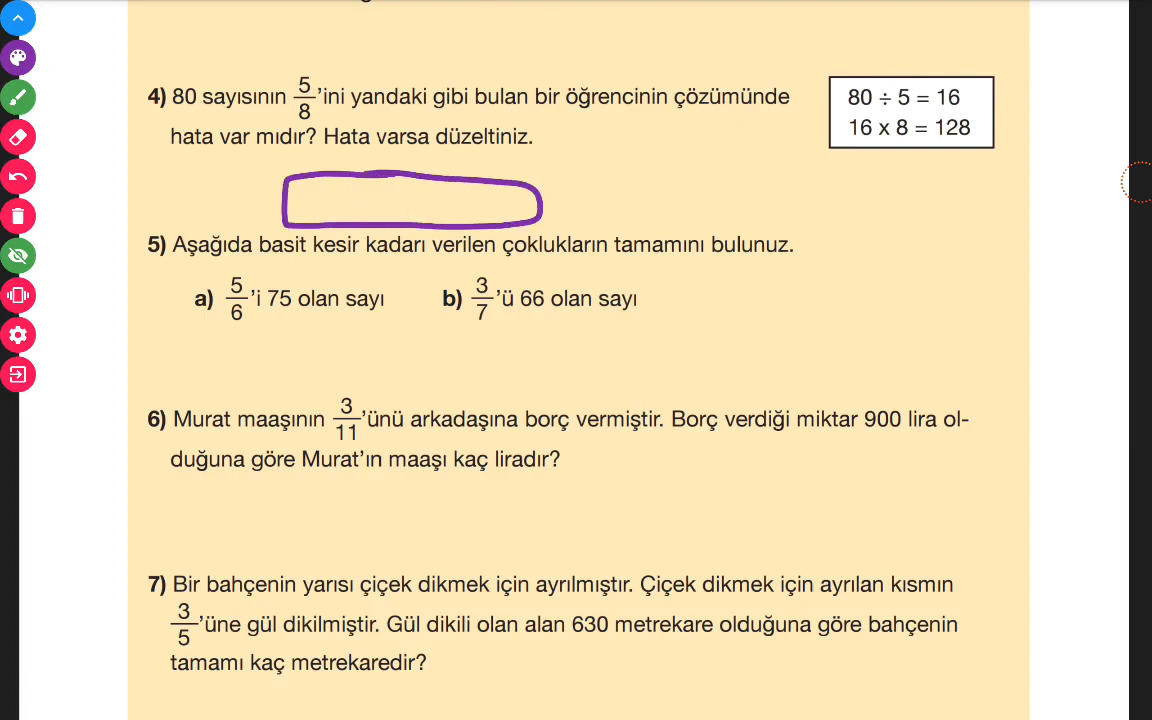 4) 80 sayısının 5/8'ini yandaki gibi bulan bir öğrencinin çözümünde
hata var mıdır? Hata varsa düzeltiniz.
80 ÷ 5 = 16
16 x 8 = 128
5) Aşağıda basit kesir kadarı verilen çoklukların tamamını bulunuz.
a) 5/6'i 75 olan sayı b) 3/7'ü 66 olan sayı
6) Murat maaşının 3/11'ünü arkadaşına borç vermiştir. Borç verdiği miktar 900 lira ol-
duğuna göre Murat'ın maaşı kaç liradır?
7) Bir bahçenin yarısı çiçek dikmek için ayrılmıştır. Çiçek dikmek için ayrılan kısmın
3/5'üne gül dikilmiştir. Gül dikili olan alan 630 metrekare olduğuna göre bahçenin
tamamı kaç metrekaredir?